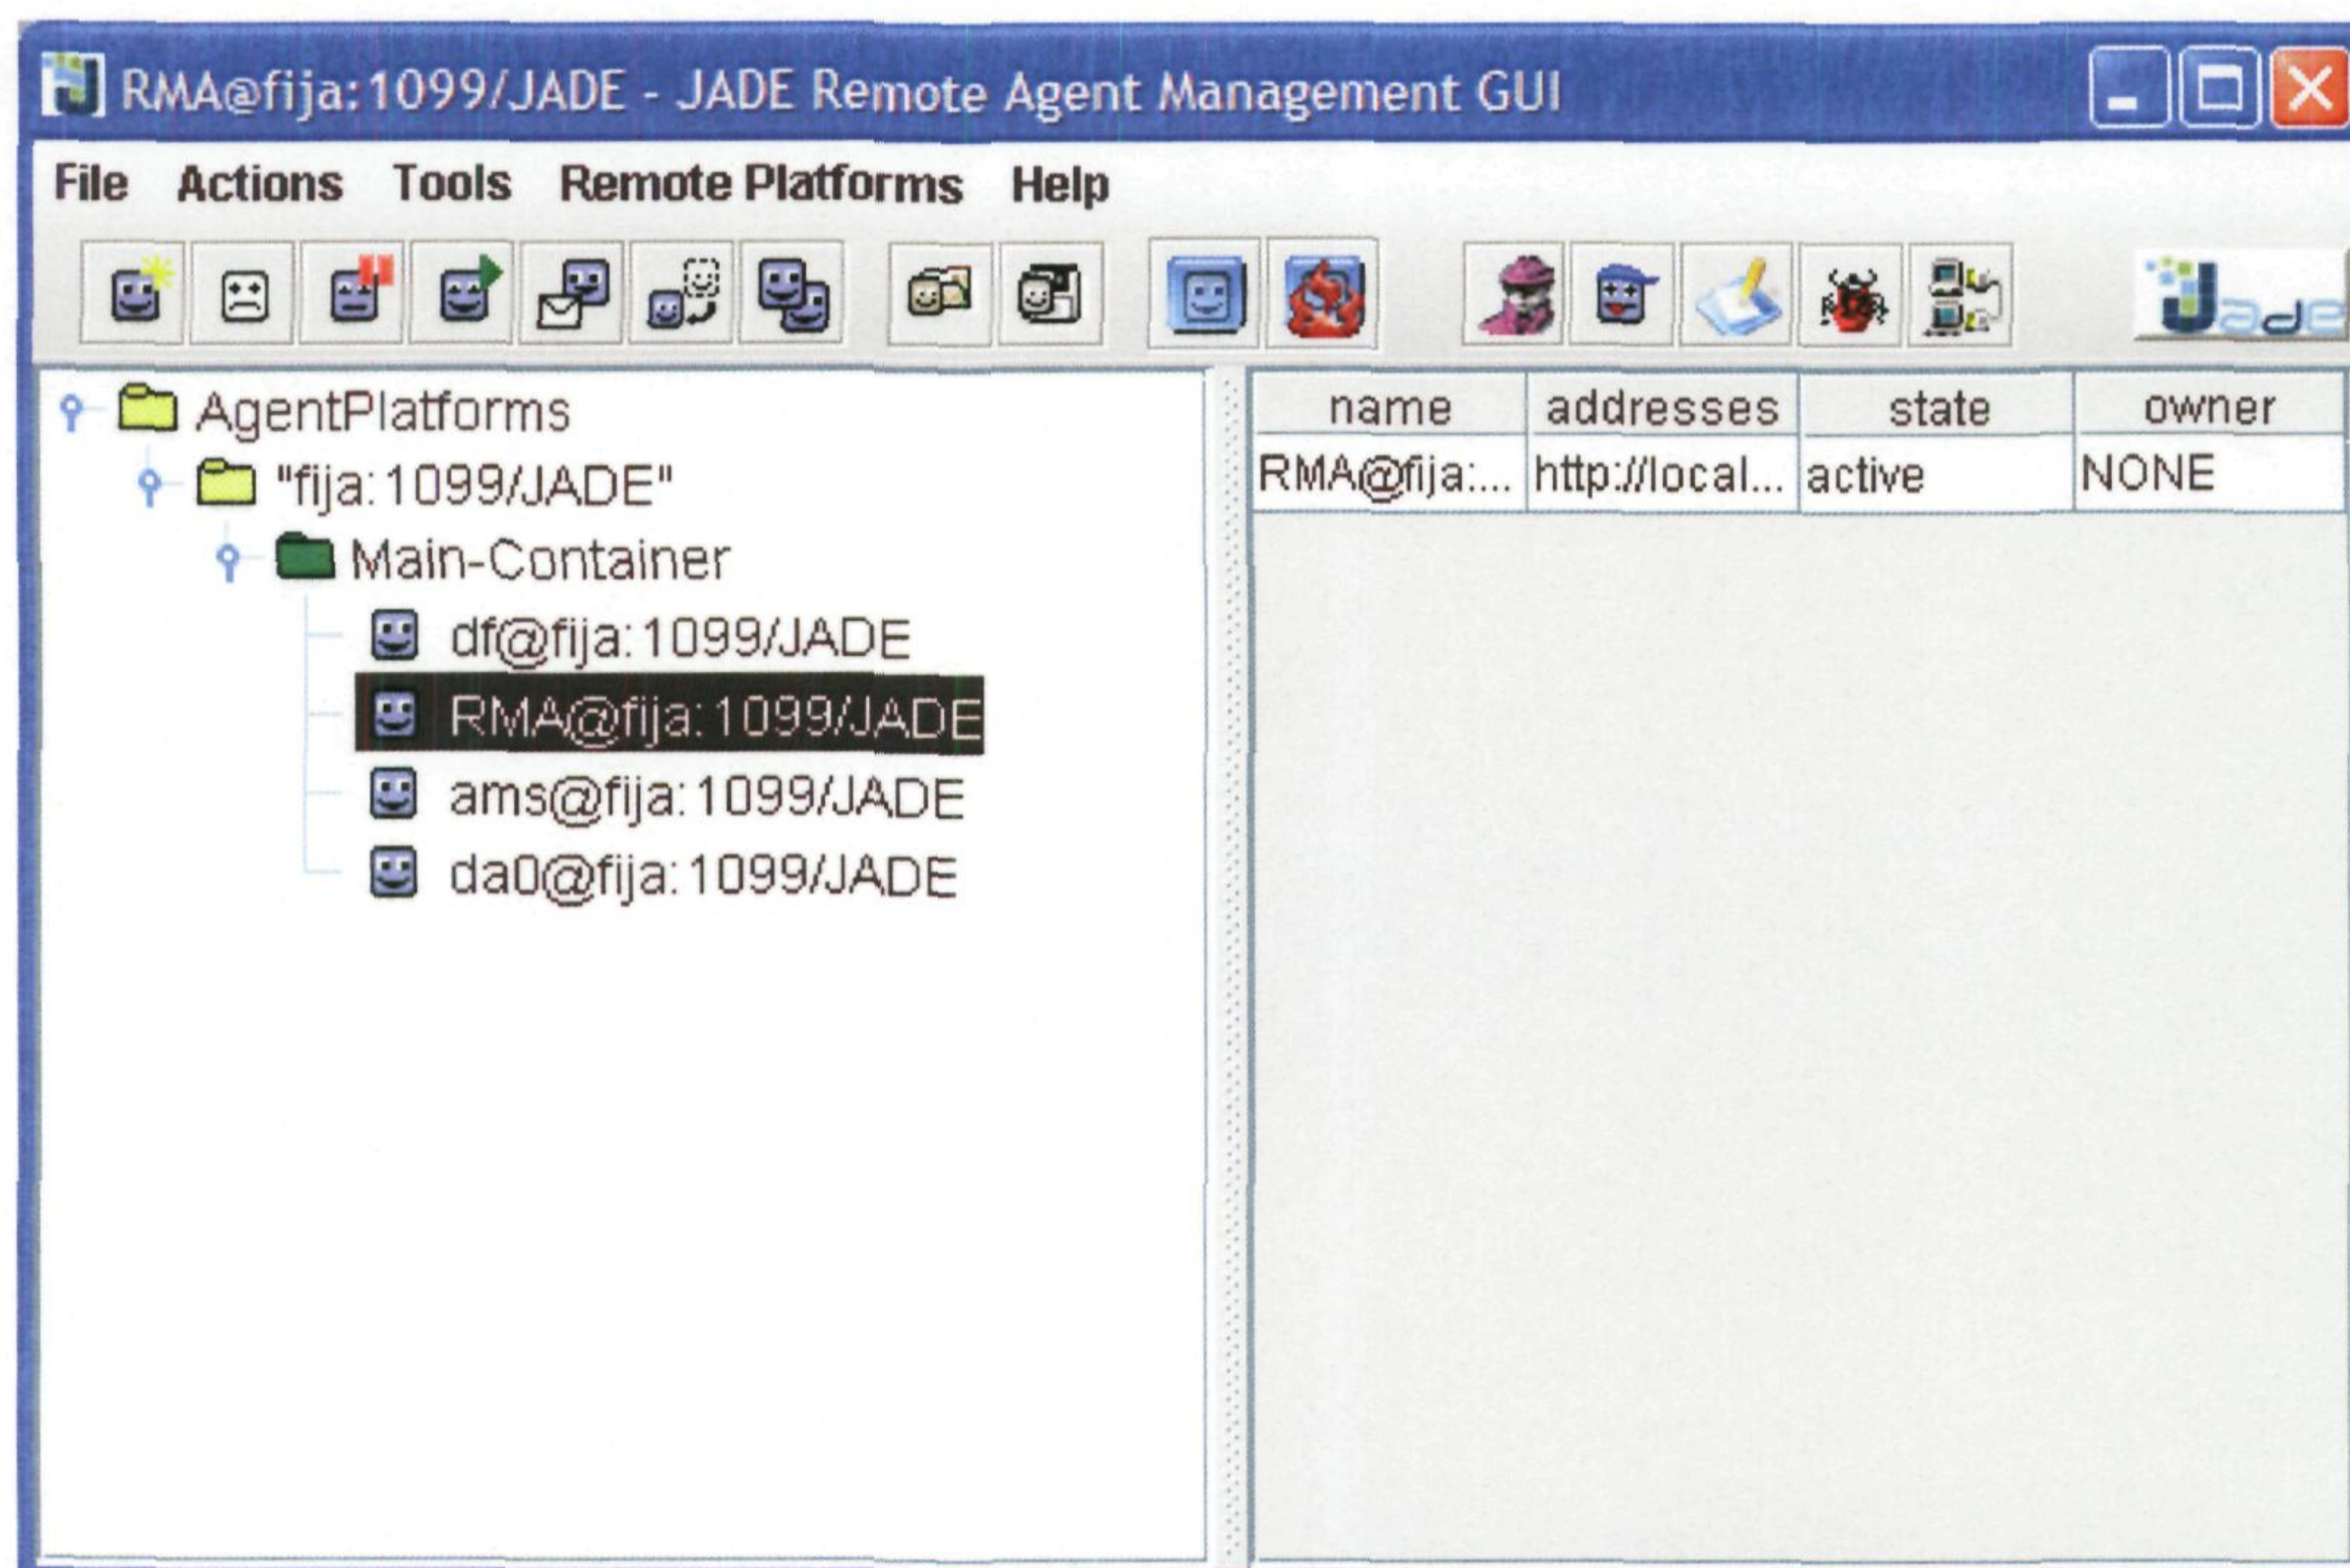 RMA@fija:1099/JADE - JADE Remote Agent Management GUI
File Actions Tools Remote Platforms Help
Jade
AgentPlatforms
"fija:1099/JADE"
Main-Container
df@fija:1099/JADE
RMA@fija:1099/JADE
ams@fija:1099/JADE
da0@fija:1099/JADE
name addresses state owner
RMA@fija:... http://local... active NONE